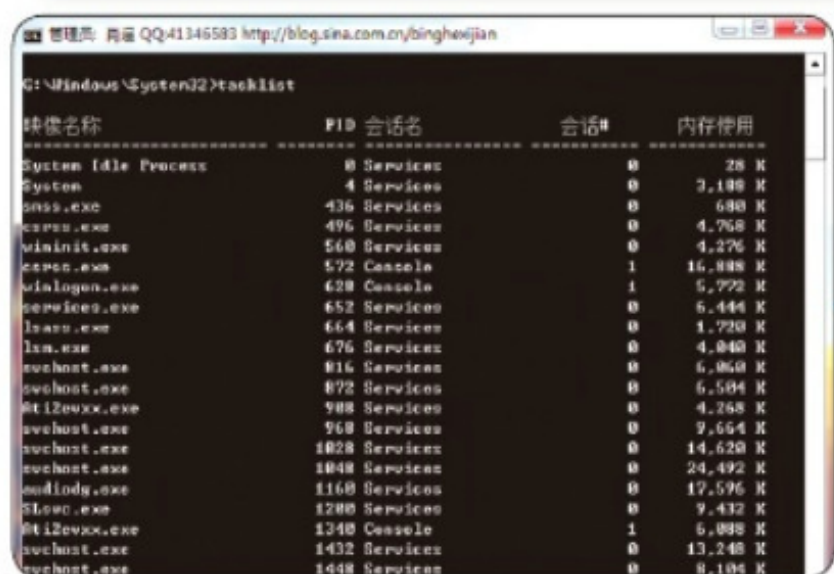 管理员: QQ:41346583 http://blog.sina.com.cn/binghexijian
C:\Windows\System32>tasklist
映像名称 PID 会话名 会话# 内存使用
========================= ======== ================ =========== ============
System Idle Process 0 Services 0 28 K
System 4 Services 0 3,188 K
smss.exe 436 Services 0 680 K
csrss.exe 496 Services 0 4,768 K
wininit.exe 560 Services 0 4,276 K
csrss.exe 572 Console 1 16,808 K
winlogon.exe 628 Console 1 5,772 K
services.exe 652 Services 0 6,444 K
lsass.exe 664 Services 0 1,720 K
lsm.exe 676 Services 0 4,040 K
svchost.exe 816 Services 0 6,060 K
svchost.exe 872 Services 0 6,504 K
Ati2evxx.exe 908 Services 0 4,268 K
svchost.exe 968 Services 0 9,664 K
svchost.exe 1028 Services 0 14,620 K
svchost.exe 1048 Services 0 24,492 K
audiodg.exe 1160 Services 0 17,596 K
SLsvc.exe 1200 Services 0 9,432 K
Ati2evxx.exe 1340 Console 1 6,088 K
svchost.exe 1432 Services 0 13,248 K
svchost.exe 1448 Services 0 8,104 K